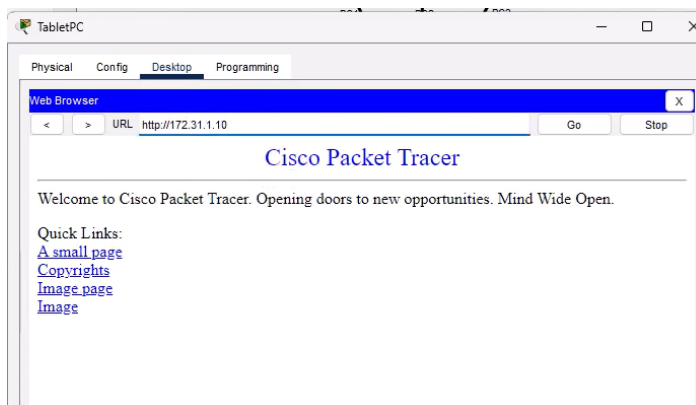 TabletPC
Physical Config Desktop Programming
Web Browser
X
< > URL http://172.31.1.10 Go Stop
Cisco Packet Tracer
Welcome to Cisco Packet Tracer. Opening doors to new opportunities. Mind Wide Open.
Quick Links:
A small page
Copyrights
Image page
Image